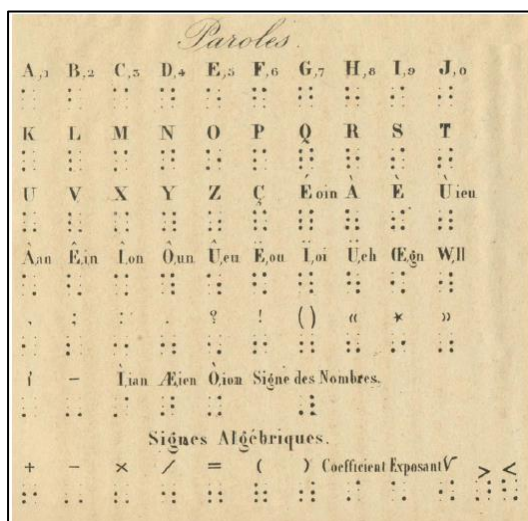 Paroles.
A,1 B,2 C,3 D,4 E,5 F,6 G,7 H,8 I,9 J,0
K L M N O P Q R S T
U V X Y Z Ç É oin À È Ù ieu
Â,an Ê,in Î,on Ô,un Û,eu Ë,ou Ï,oi Ü,ch Œ,gn W,ll
, ; : . ? ! ( ) « * »
- Ì,ian Æ,ien Ò,ion Signe des Nombres.
Signes Algébriques.
+ − × / = ( ) Coefficient Exposant √ > <